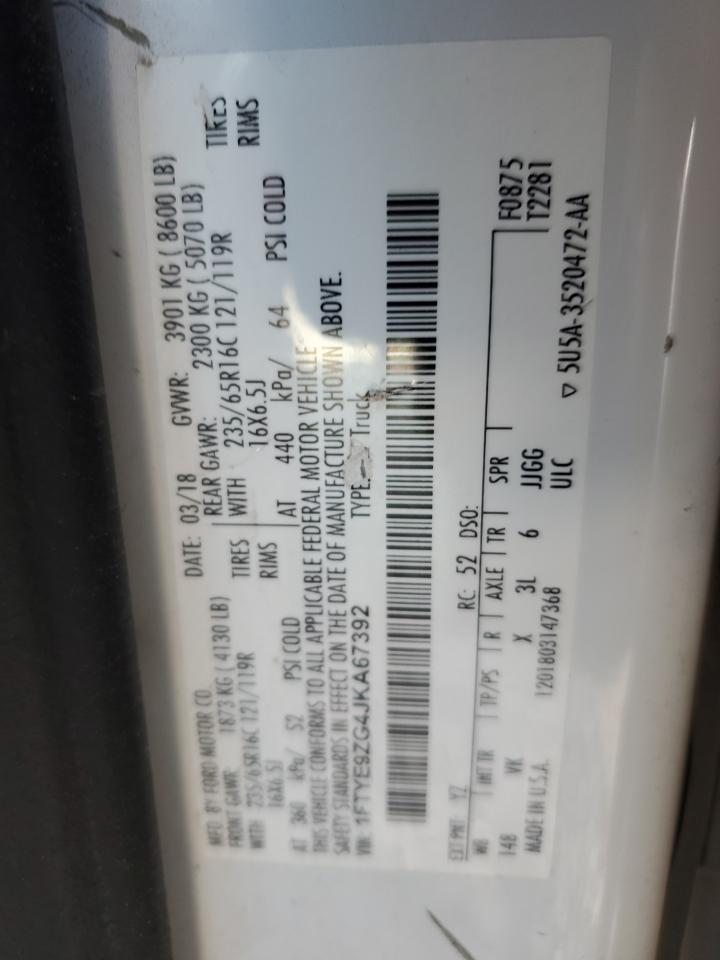 MFD. BY FORD MOTOR CO. DATE: 03/18 GVWR: 3901 KG ( 8600 LB)
FRONT GAWR: 1873 KG ( 4130 LB) REAR GAWR: 2300 KG ( 5070 LB)
WITH 235/65R16C 121/119R TIRES WITH 235/65R16C 121/119R TIRES
16X6.5J RIMS 16X6.5J RIMS
AT 360 kPa/ 52 PSI COLD AT 440 kPa/ 64 PSI COLD
THIS VEHICLE CONFORMS TO ALL APPLICABLE FEDERAL MOTOR VEHICLE
SAFETY STANDARDS IN EFFECT ON THE DATE OF MANUFACTURE SHOWN ABOVE.
VIN: 1FTYE9ZG4JKA67392 TYPE: Truck
EXT PNT: YZ RC: 52 DSO:
WB INT TR TP/PS R AXLE TR SPR F0875
148 VK X 3L 6 JJGG T2281
MADE IN U.S.A. 1201803147368 ULC
▽ 5U5A-3520472-AA